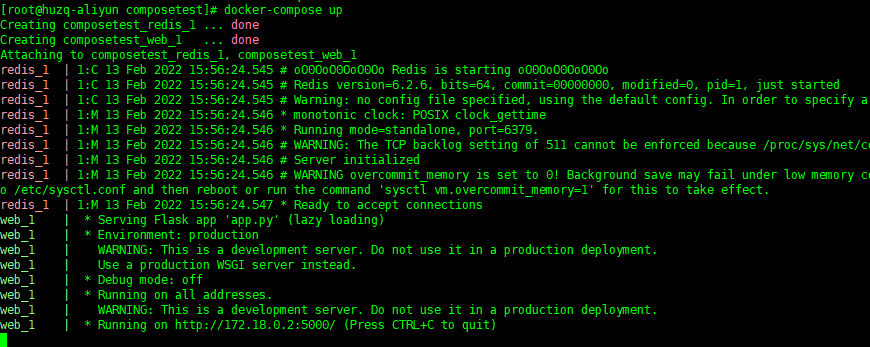 [root@huzq-aliyun composetest]# docker-compose up
Creating composetest_redis_1 ... done
Creating composetest_web_1   ... done
Attaching to composetest_redis_1, composetest_web_1
redis_1  | 1:C 13 Feb 2022 15:56:24.545 # oO0OoO0OoO0Oo Redis is starting oO0OoO0OoO0Oo
redis_1  | 1:C 13 Feb 2022 15:56:24.545 # Redis version=6.2.6, bits=64, commit=00000000, modified=0, pid=1, just started
redis_1  | 1:C 13 Feb 2022 15:56:24.545 # Warning: no config file specified, using the default config. In order to specify a
redis_1  | 1:M 13 Feb 2022 15:56:24.546 * monotonic clock: POSIX clock_gettime
redis_1  | 1:M 13 Feb 2022 15:56:24.546 * Running mode=standalone, port=6379.
redis_1  | 1:M 13 Feb 2022 15:56:24.546 # WARNING: The TCP backlog setting of 511 cannot be enforced because /proc/sys/net/co
redis_1  | 1:M 13 Feb 2022 15:56:24.546 # Server initialized
redis_1  | 1:M 13 Feb 2022 15:56:24.546 # WARNING overcommit_memory is set to 0! Background save may fail under low memory co
o /etc/sysctl.conf and then reboot or run the command 'sysctl vm.overcommit_memory=1' for this to take effect.
redis_1  | 1:M 13 Feb 2022 15:56:24.547 * Ready to accept connections
web_1    |  * Serving Flask app 'app.py' (lazy loading)
web_1    |  * Environment: production
web_1    |    WARNING: This is a development server. Do not use it in a production deployment.
web_1    |    Use a production WSGI server instead.
web_1    |  * Debug mode: off
web_1    |  * Running on all addresses.
web_1    |    WARNING: This is a development server. Do not use it in a production deployment.
web_1    |  * Running on http://172.18.0.2:5000/ (Press CTRL+C to quit)